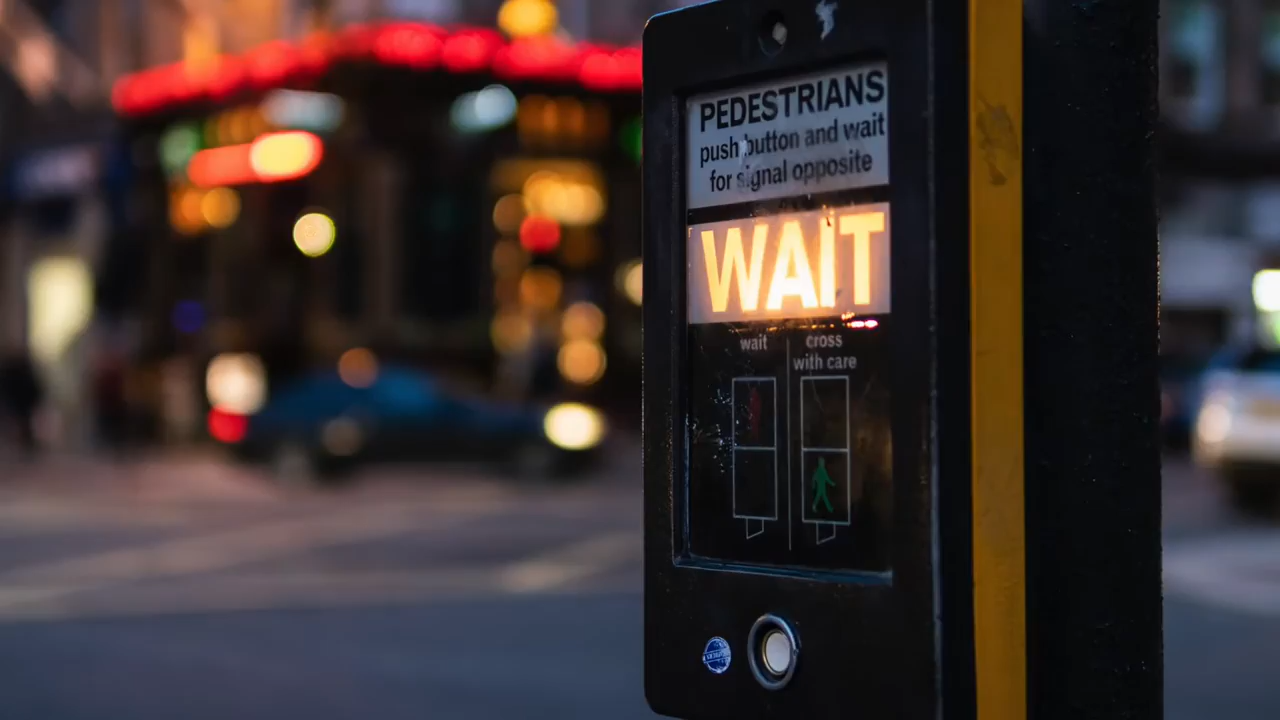 PEDESTRIANS
push button and wait
for signal opposite
WAIT
wait
cross
with care